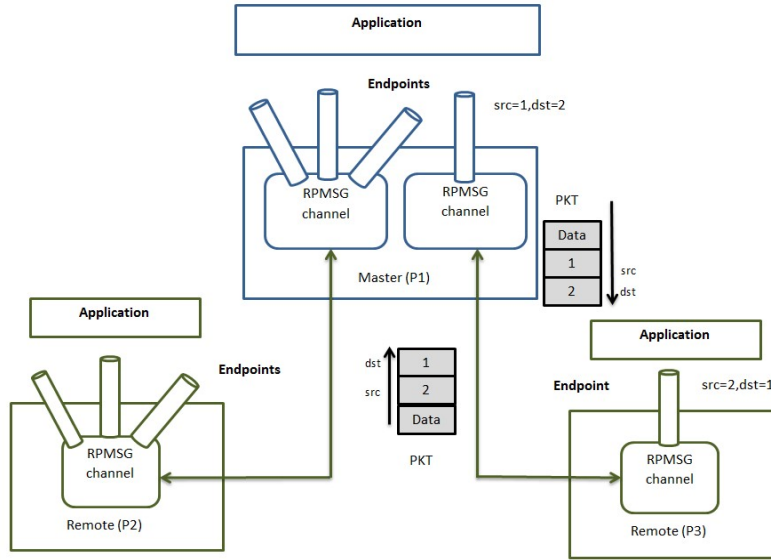 Application
Endpoints
src=1,dst=2
RPMSG
channel
RPMSG
channel
PKT
Data
1
src
2
dst
Master (P1)
Application
Application
Endpoints
dst
1
src
2
Data
PKT
Endpoint
src=2,dst=1
RPMSG
channel
Remote (P2)
RPMSG
channel
Remote (P3)